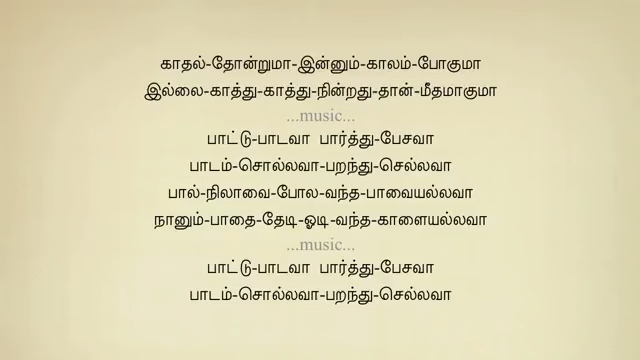 காதல்-தோன்றுமா-இன்னும்-காலம்-போகுமா
இல்லை-காத்து-காத்து-நின்றது-தான்-மீதமாகுமா
...music...
பாட்டு-பாடவா பார்த்து-பேசவா
பாடம்-சொல்லவா-பறந்து-செல்லவா
பால்-நிலாவை-போல-வந்த-பாவையல்லவா
நானும்-பாதை-தேடி-ஓடி-வந்த-காளையல்லவா
...music...
பாட்டு-பாடவா பார்த்து-பேசவா
பாடம்-சொல்லவா-பறந்து-செல்லவா